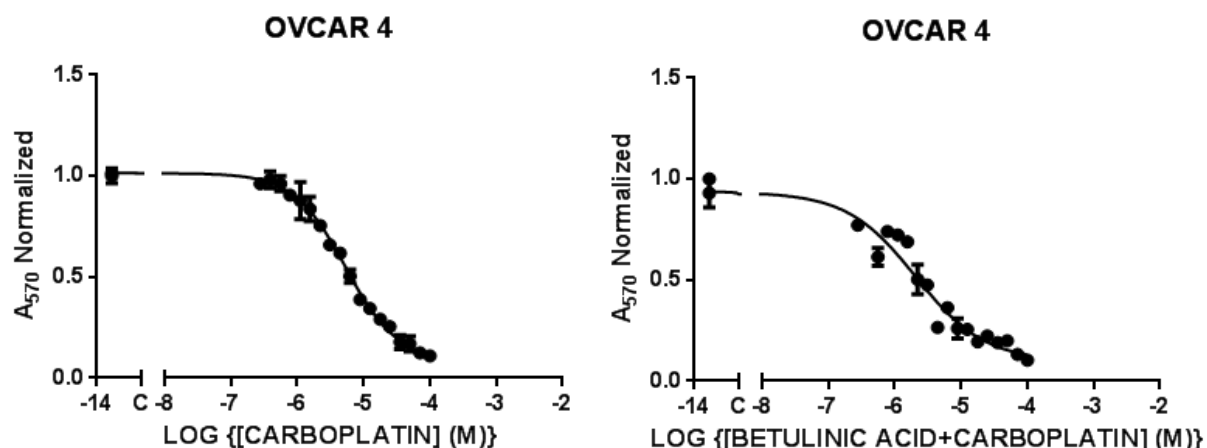 OVCAR 4
1.5
1.0
0.5
0.0
A570 Normalized
-14 C -8 -7 -6 -5 -4 -3 -2
LOG {[CARBOPLATIN] (M)}
OVCAR 4
1.5
1.0
0.5
0.0
A570 Normalized
-14 C -8 -7 -6 -5 -4 -3 -2
LOG {[BETULINIC ACID+CARBOPLATIN] (M)}